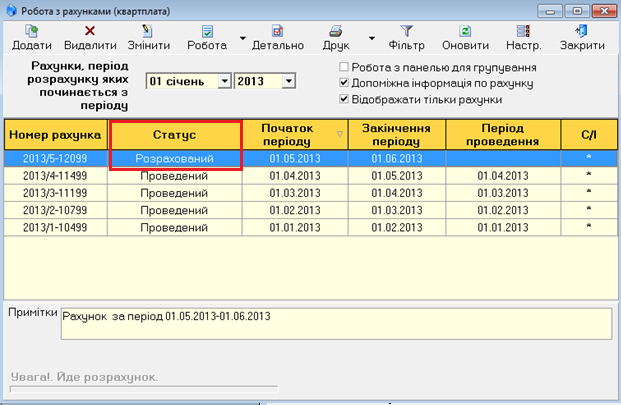 Робота з рахунками (квартплата)
Додати Видалити Змінити Робота Детально Друк Фільтр Оновити Настр. Закрити
Рахунки, період
розрахунку яких
починається з
періоду
01 січень 2013
Робота з панелью для групування
Допоміжна інформація по рахунку
Відображати тільки рахунки
Номер рахунка Статус Початок періоду Закінчення періоду Період проведення С/І
2013/5-12099 Розрахований 01.05.2013 01.06.2013 *
2013/4-11499 Проведений 01.04.2013 01.05.2013 01.04.2013 *
2013/3-11199 Проведений 01.03.2013 01.04.2013 01.03.2013 *
2013/2-10799 Проведений 01.02.2013 01.03.2013 01.02.2013 *
2013/1-10499 Проведений 01.01.2013 01.02.2013 01.01.2013 *
Примітки
Рахунок за період 01.05.2013-01.06.2013
Увага!. Йде розрахунок.